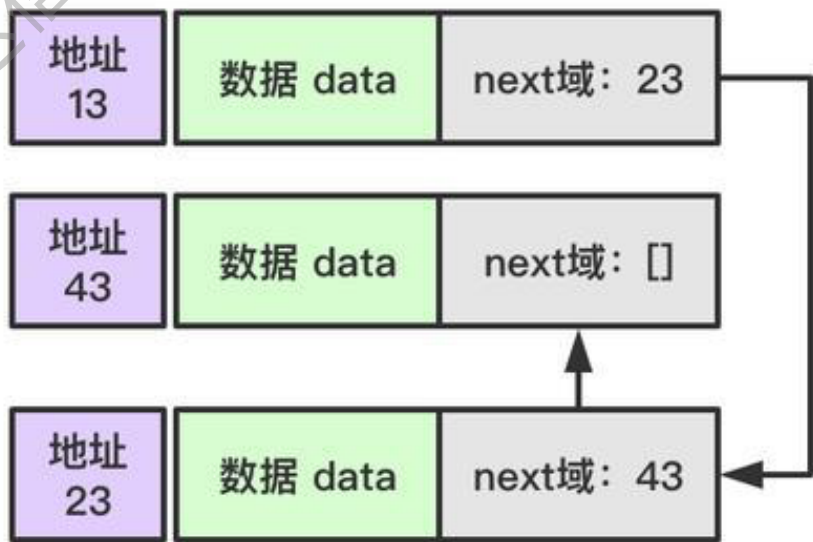 地址
13
数据 data
next域：23
地址
43
数据 data
next域：[]
地址
23
数据 data
next域：43